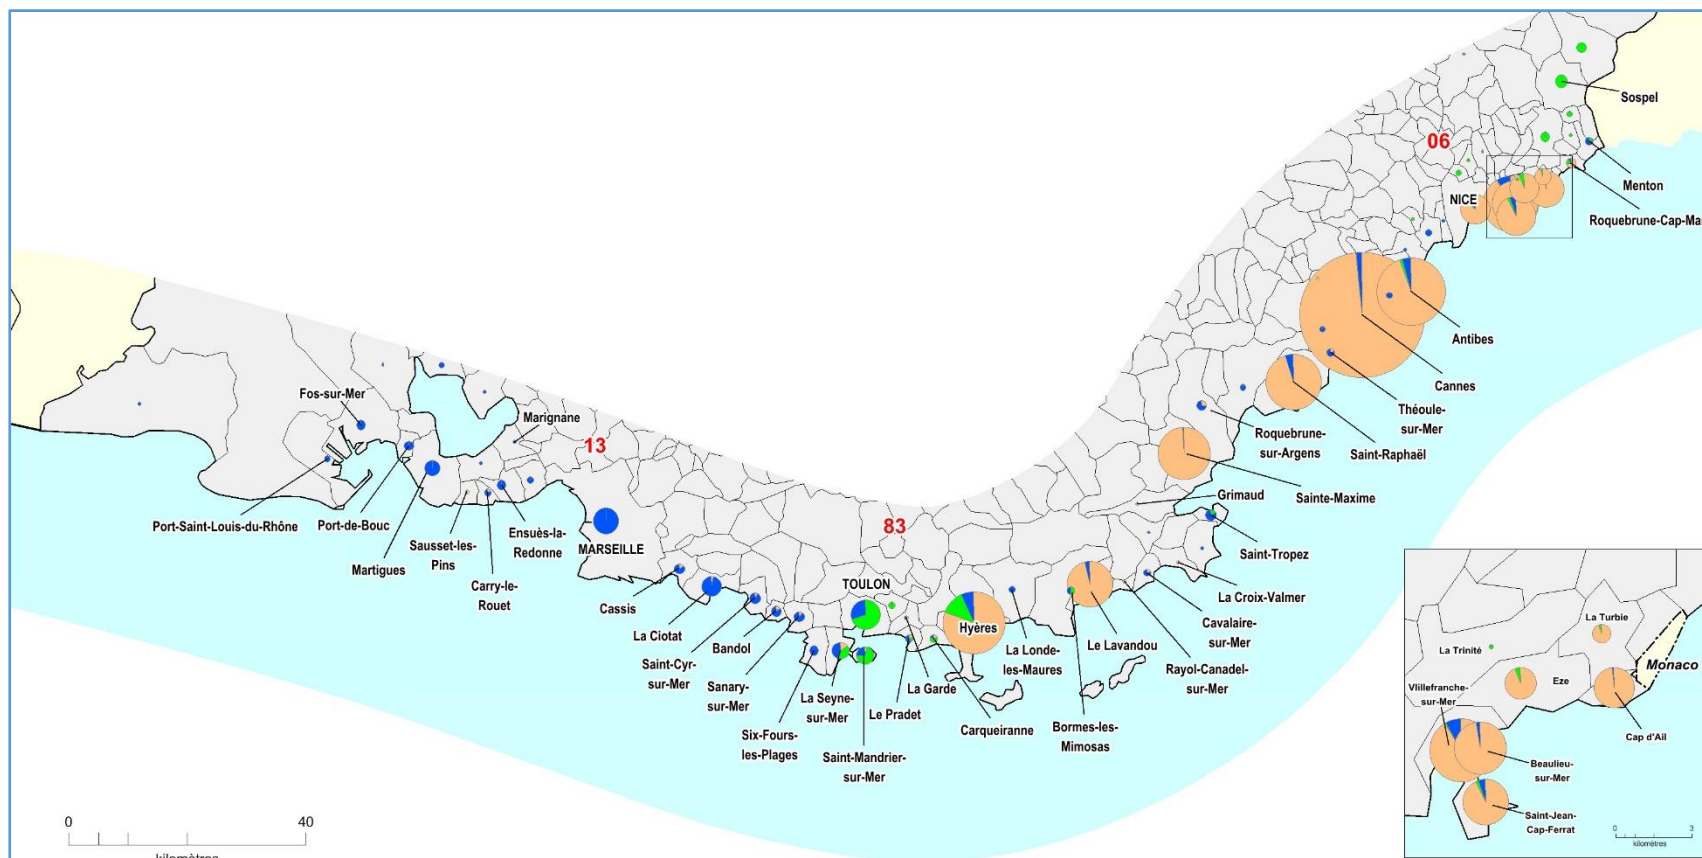 Sospel
06
Menton
NICE
Roquebrune-Cap-Ma
Antibes
Cannes
Théoule-
sur-Mer
Saint-Raphaël
Roquebrune-
sur-Argens
Sainte-Maxime
Grimaud
Saint-Tropez
La Croix-Valmer
Cavalaire-
sur-Mer
Rayol-Canadel-
sur-Mer
Le Lavandou
Bormes-les-
Mimosas
La Londe-
les-Maures
Hyères
Carqueiranne
La Garde
Le Pradet
83
TOULON
Saint-Mandrier-
sur-Mer
La Seyne-
sur-Mer
Six-Fours-
les-Plages
Sanary-
sur-Mer
Bandol
Saint-Cyr-
sur-Mer
La Ciotat
Cassis
MARSEILLE
13
Marignane
Ensuès-la-
Redonne
Carry-le-
Rouet
Sausset-les-
Pins
Martigues
Port-de-Bouc
Fos-sur-Mer
Port-Saint-Louis-du-Rhône
0 40
kilomètres
La Turbie
La Trinité
Monaco
Eze
Vlillefranche-
sur-Mer
Cap d'Ail
Beaulieu-
sur-Mer
Saint-Jean-
Cap-Ferrat
0 3
kilomètres